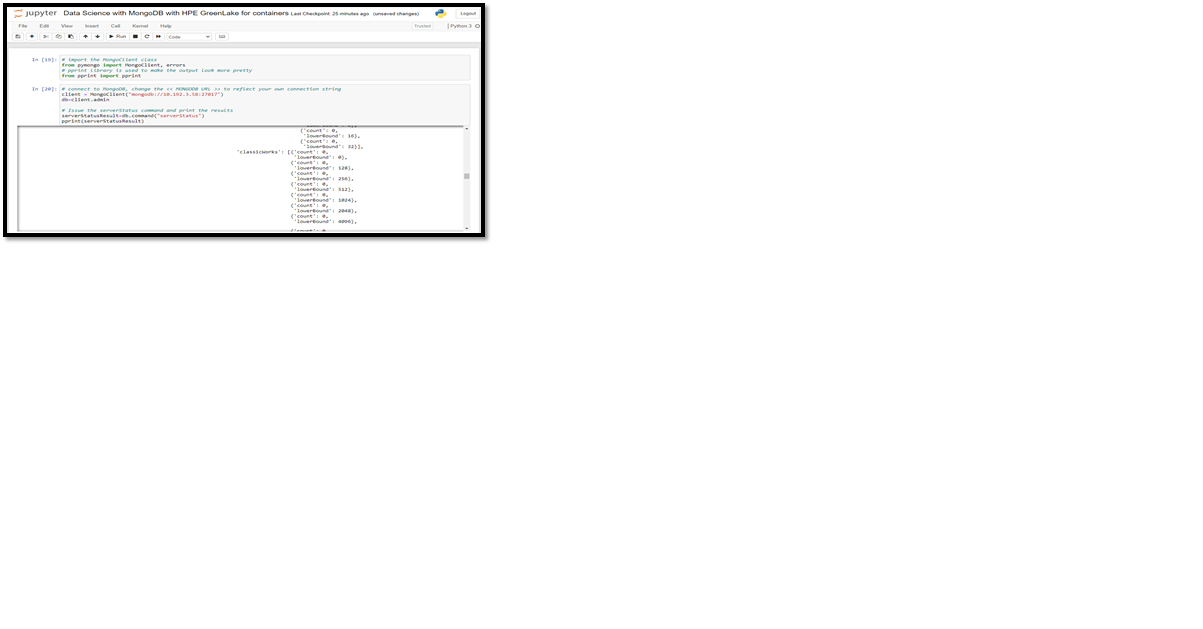 jupyter Data Science with MongoDB with HPE GreenLake for containers Last Checkpoint: 25 minutes ago (unsaved changes) Logout
File Edit View Insert Cell Kernel Help Trusted Python 3
Run Code
In [19]: # import the MongoClient class
from pymongo import MongoClient, errors
# pprint library is used to make the output look more pretty
from pprint import pprint
In [20]: # connect to MongoDB, change the << MONGODB URL >> to reflect your own connection string
client = MongoClient("mongodb://10.192.3.58:27017")
db=client.admin
# Issue the serverStatus command and print the results
serverStatusResult=db.command("serverStatus")
pprint(serverStatusResult)
{'count': 0,
'lowerBound': 16},
{'count': 0,
'lowerBound': 32}],
'classicWorks': [{'count': 0,
'lowerBound': 0},
{'count': 0,
'lowerBound': 128},
{'count': 0,
'lowerBound': 256},
{'count': 0,
'lowerBound': 512},
{'count': 0,
'lowerBound': 1024},
{'count': 0,
'lowerBound': 2048},
{'count': 0,
'lowerBound': 4096},
{'count': 0